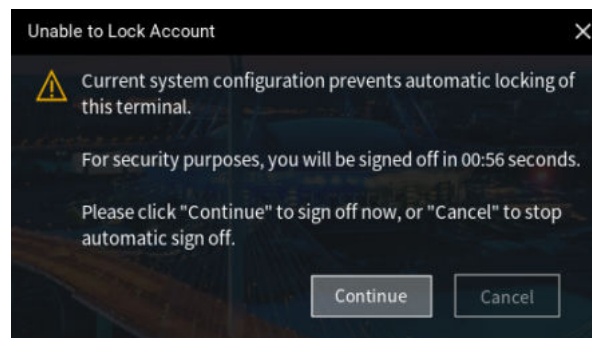 Unable to Lock Account
Current system configuration prevents automatic locking of
this terminal.
For security purposes, you will be signed off in 00:56 seconds.
Please click "Continue" to sign off now, or "Cancel" to stop
automatic sign off.
Continue
Cancel